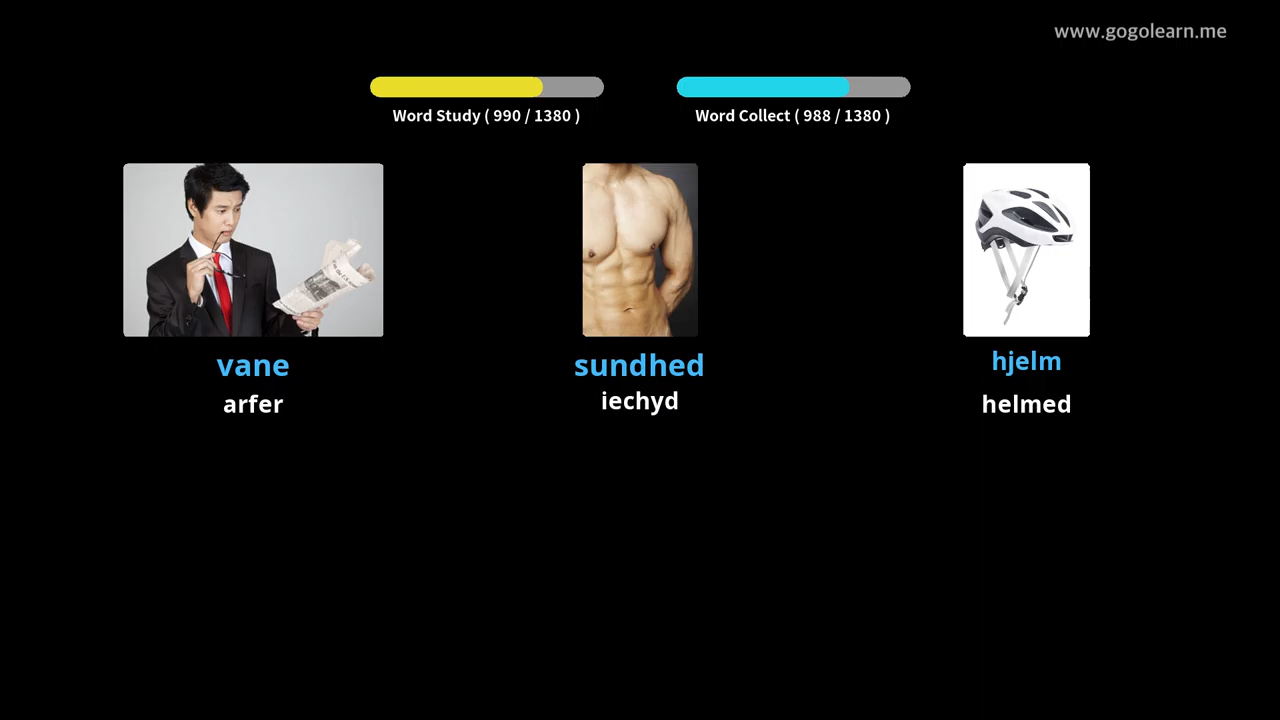 www.gogolearn.me
Word Study ( 990 / 1380 )
Word Collect ( 988 / 1380 )
vane
arfer
sundhed
iechyd
hjelm
helmed